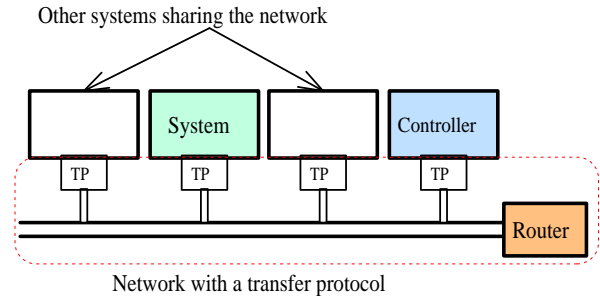 Other systems sharing the network
System
Controller
TP
TP
TP
TP
Router
Network with a transfer protocol